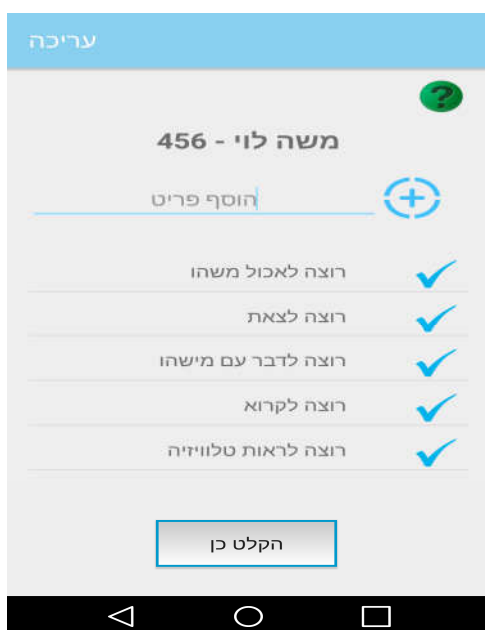 עריכה
?
משה לוי - 456
הוסף פריט
רוצה לאכול משהו
רוצה לצאת
רוצה לדבר עם מישהו
רוצה לקרוא
רוצה לראות טלוויזיה
הקלט כן